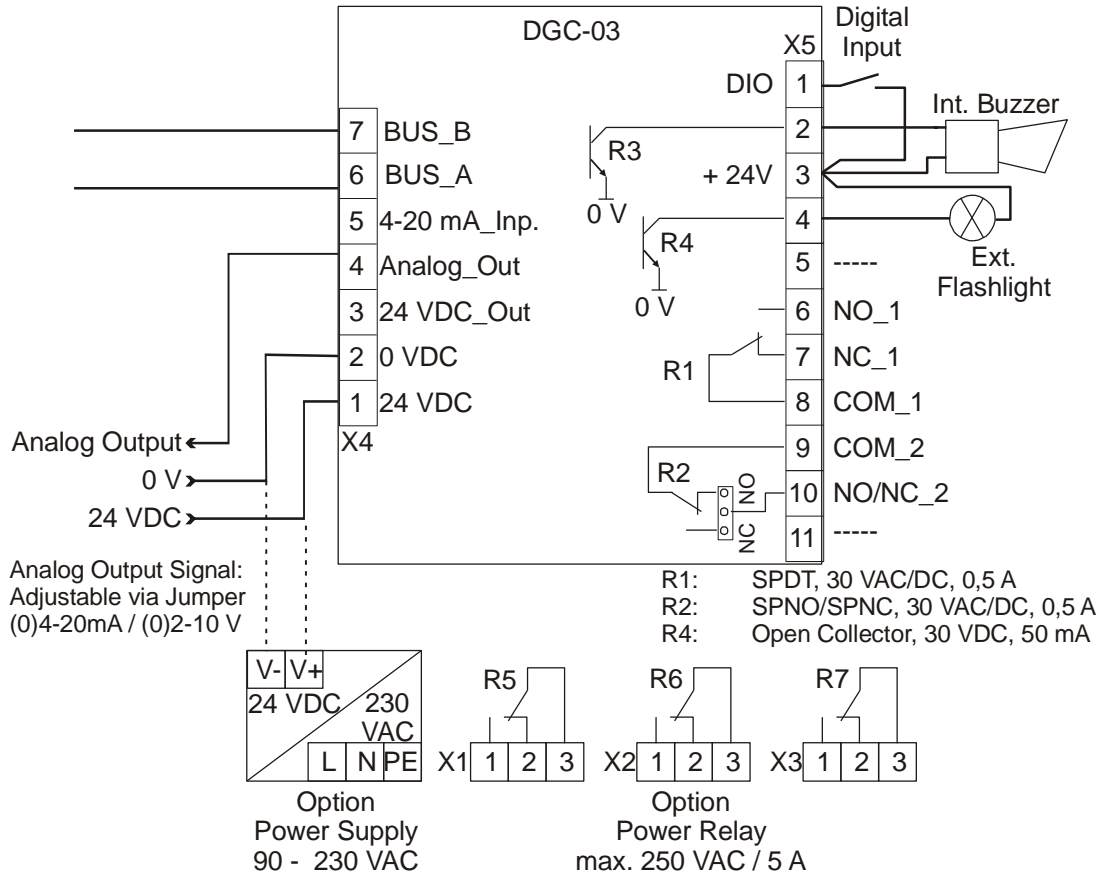 DGC-03
Digital
Input
X5
DIO 1
Int. Buzzer
7 BUS_B
2
R3
6 BUS_A
+ 24V 3
0 V
5 4-20 mA_Inp.
4
R4
4 Analog_Out
5 -----
Ext.
Flashlight
3 24 VDC_Out
0 V
6 NO_1
2 0 VDC
7 NC_1
R1
1 24 VDC
8 COM_1
X4
Analog Output
9 COM_2
0 V
R2
NO
10 NO/NC_2
24 VDC
NC
11 -----
Analog Output Signal:
Adjustable via Jumper
(0)4-20mA / (0)2-10 V
R1: SPDT, 30 VAC/DC, 0,5 A
R2: SPNO/SPNC, 30 VAC/DC, 0,5 A
R4: Open Collector, 30 VDC, 50 mA
V- V+
24 VDC
230
VAC
L N PE
R5
X1 1 2 3
R6
X2 1 2 3
R7
X3 1 2 3
Option
Power Supply
90 - 230 VAC
Option
Power Relay
max. 250 VAC / 5 A